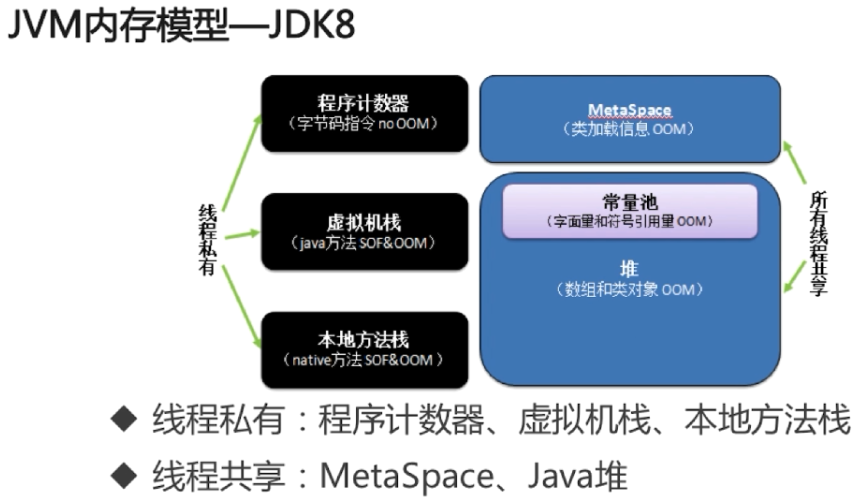 JVM内存模型—JDK8
程序计数器
（字节码指令 no OOM）
MetaSpace
（类加载信息 OOM）
线程私有
虚拟机栈
（java方法 SOF&OOM）
常量池
（字面量和符号引用量 OOM）
堆
（数组和类对象 OOM）
所有线程共享
本地方法栈
（native方法 SOF&OOM）
◆ 线程私有：程序计数器、虚拟机栈、本地方法栈
◆ 线程共享：MetaSpace、Java堆